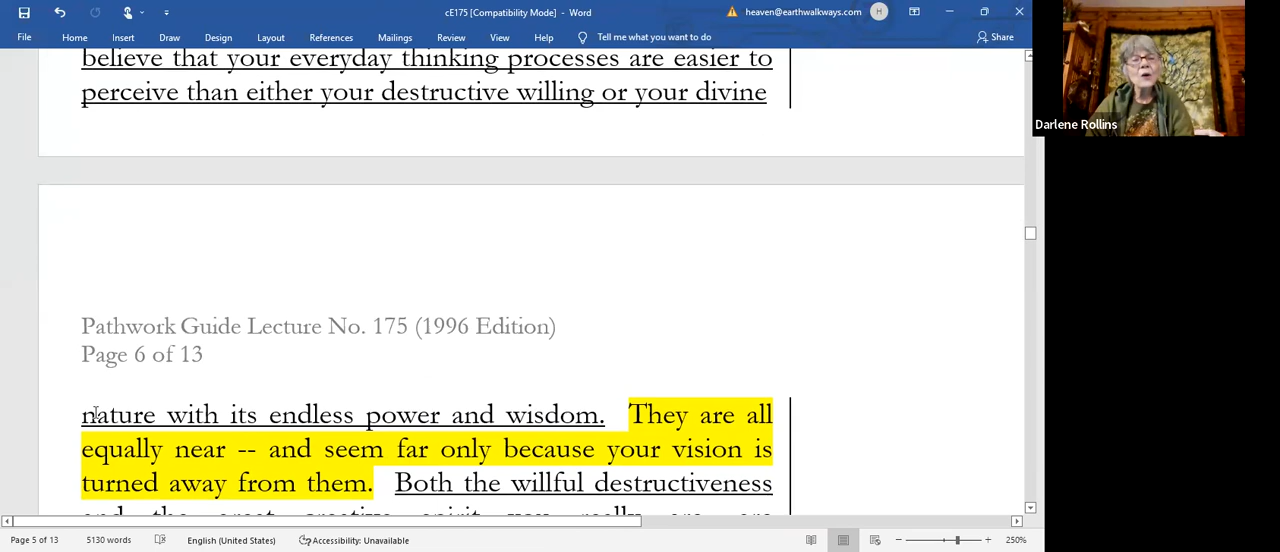 cE175 [Compatibility Mode] - Word
heaven@earthwalkways.com
H
File Home Insert Draw Design Layout References Mailings Review View Help Tell me what you want to do Share
believe that your everyday thinking processes are easier to
perceive than either your destructive willing or your divine
Darlene Rollins
Pathwork Guide Lecture No. 175 (1996 Edition)
Page 6 of 13
nature with its endless power and wisdom. They are all
equally near -- and seem far only because your vision is
turned away from them. Both the willful destructiveness
Page 5 of 13 5130 words English (United States) Accessibility: Unavailable 250%